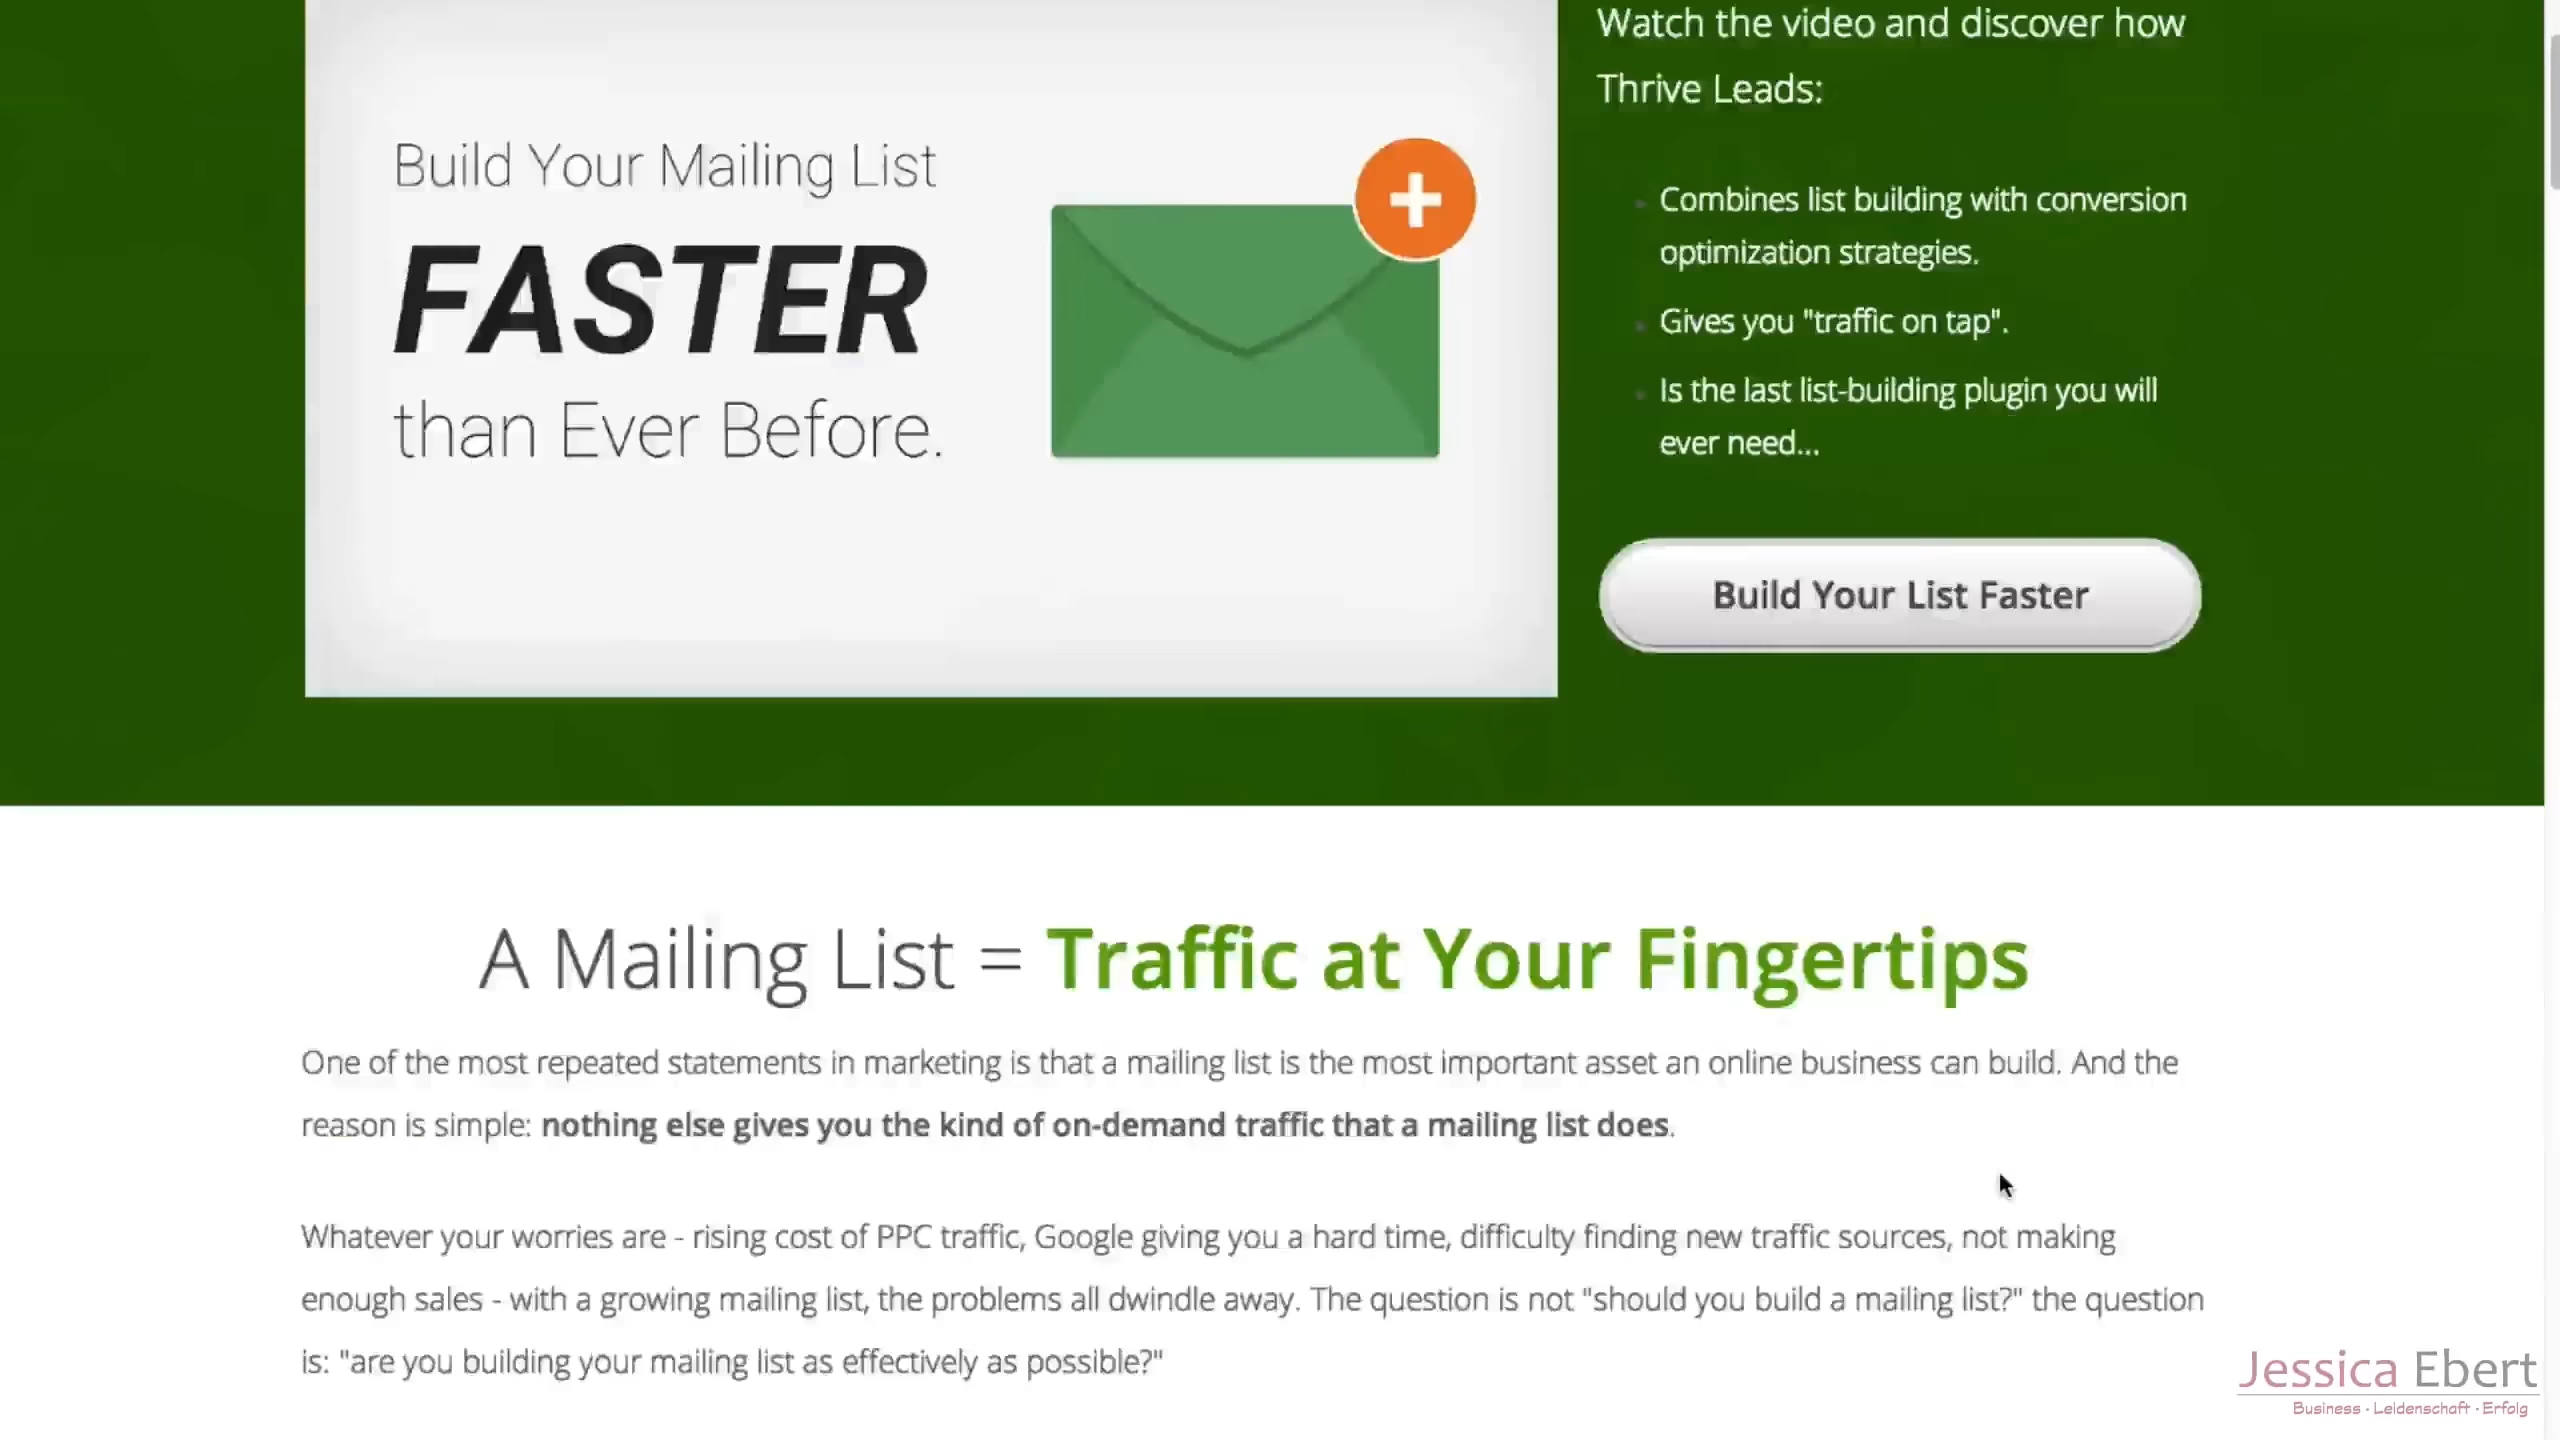 Build Your Mailing List
FASTER
than Ever Before.
Watch the video and discover how
Thrive Leads:
Combines list building with conversion
optimization strategies.
Gives you "traffic on tap".
Is the last list-building plugin you will
ever need...
Build Your List Faster
A Mailing List = Traffic at Your Fingertips
One of the most repeated statements in marketing is that a mailing list is the most important asset an online business can build. And the
reason is simple: nothing else gives you the kind of on-demand traffic that a mailing list does.
Whatever your worries are - rising cost of PPC traffic, Google giving you a hard time, difficulty finding new traffic sources, not making
enough sales - with a growing mailing list, the problems all dwindle away. The question is not "should you build a mailing list?" the question
is: "are you building your mailing list as effectively as possible?"
Jessica Ebert
Business · Leidenschaft · Erfolg